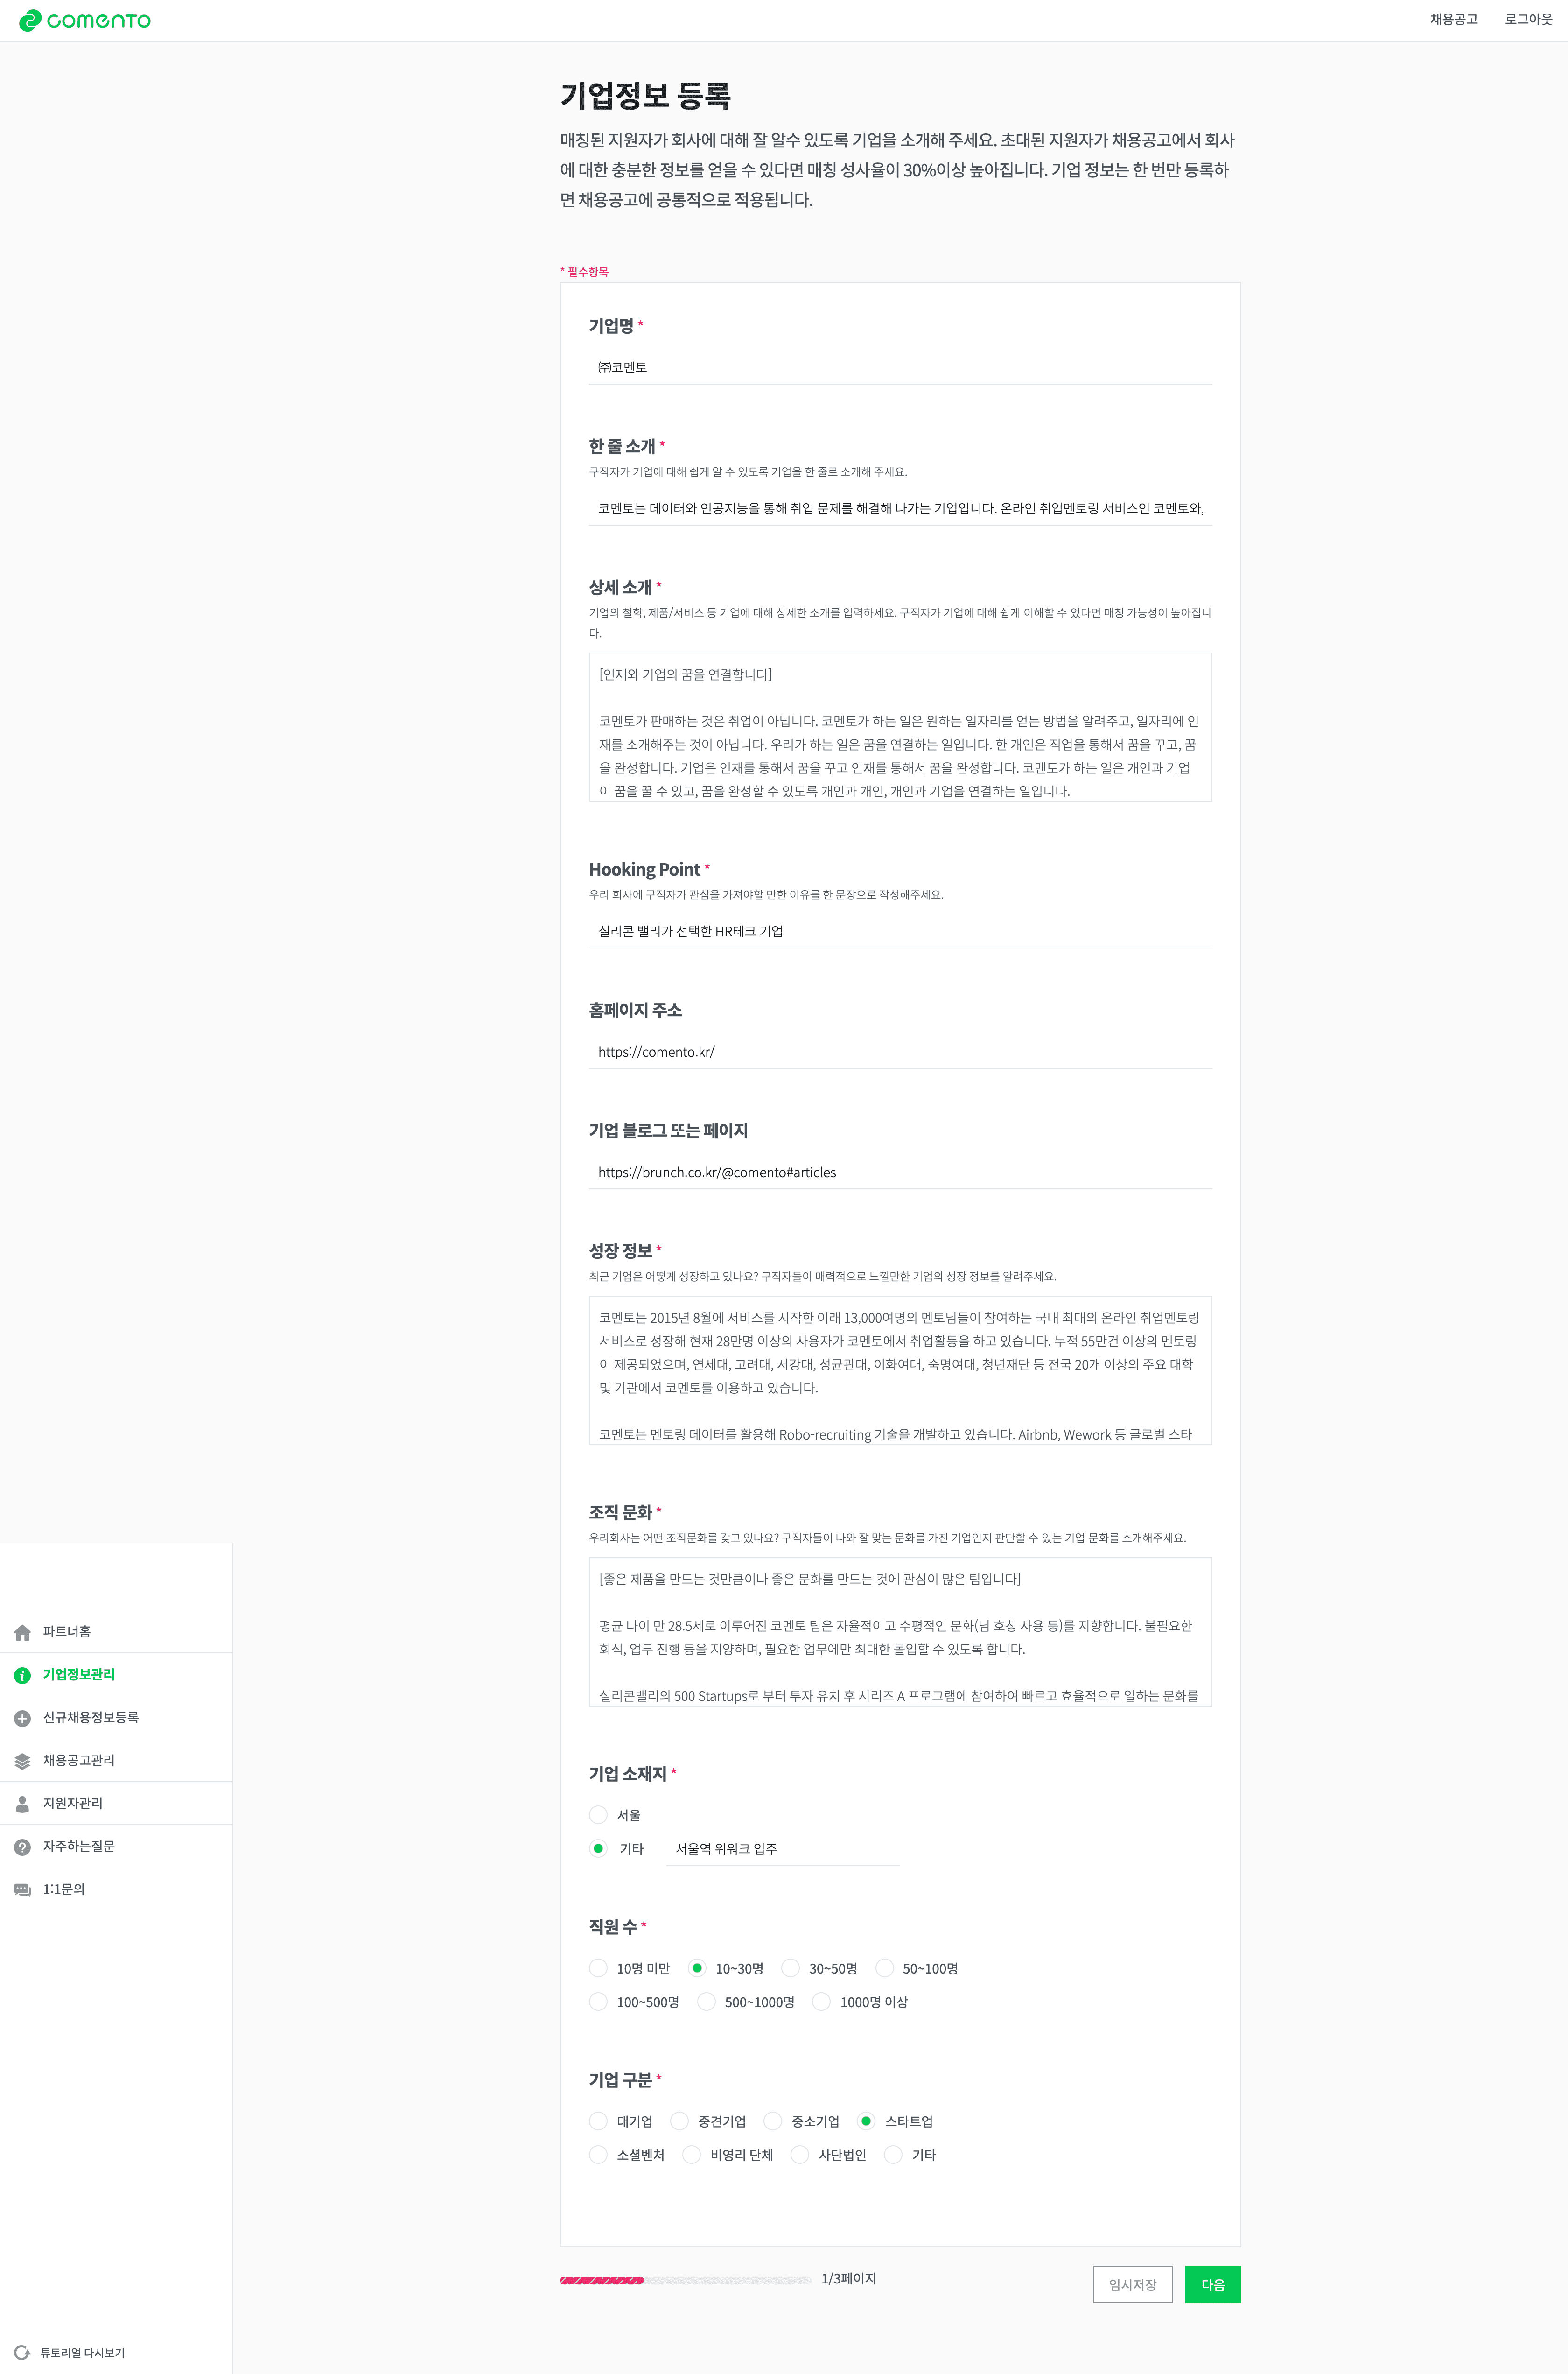 comento
채용공고
로그아웃
기업정보 등록
매칭된 지원자가 회사에 대해 잘 알수 있도록 기업을 소개해 주세요. 초대된 지원자가 채용공고에서 회사
에 대한 충분한 정보를 얻을 수 있다면 매칭 성사율이 30%이상 높아집니다. 기업 정보는 한 번만 등록하
면 채용공고에 공통적으로 적용됩니다.
* 필수항목
기업명 *
㈜코멘토
한 줄 소개 *
구직자가 기업에 대해 쉽게 알 수 있도록 기업을 한 줄로 소개해 주세요.
코멘토는 데이터와 인공지능을 통해 취업 문제를 해결해 나가는 기업입니다. 온라인 취업멘토링 서비스인 코멘토와,
상세 소개 *
기업의 철학, 제품/서비스 등 기업에 대해 상세한 소개를 입력하세요. 구직자가 기업에 대해 쉽게 이해할 수 있다면 매칭 가능성이 높아집니
다.
[인재와 기업의 꿈을 연결합니다]
코멘토가 판매하는 것은 취업이 아닙니다. 코멘토가 하는 일은 원하는 일자리를 얻는 방법을 알려주고, 일자리에 인
재를 소개해주는 것이 아닙니다. 우리가 하는 일은 꿈을 연결하는 일입니다. 한 개인은 직업을 통해서 꿈을 꾸고, 꿈
을 완성합니다. 기업은 인재를 통해서 꿈을 꾸고 인재를 통해서 꿈을 완성합니다. 코멘토가 하는 일은 개인과 기업
이 꿈을 꿀 수 있고, 꿈을 완성할 수 있도록 개인과 개인, 개인과 기업을 연결하는 일입니다.
Hooking Point *
우리 회사에 구직자가 관심을 가져야할 만한 이유를 한 문장으로 작성해주세요.
실리콘 밸리가 선택한 HR테크 기업
홈페이지 주소
https://comento.kr/
기업 블로그 또는 페이지
https://brunch.co.kr/@comento#articles
성장 정보 *
최근 기업은 어떻게 성장하고 있나요? 구직자들이 매력적으로 느낄만한 기업의 성장 정보를 알려주세요.
코멘토는 2015년 8월에 서비스를 시작한 이래 13,000여명의 멘토님들이 참여하는 국내 최대의 온라인 취업멘토링
서비스로 성장해 현재 28만명 이상의 사용자가 코멘토에서 취업활동을 하고 있습니다. 누적 55만건 이상의 멘토링
이 제공되었으며, 연세대, 고려대, 서강대, 성균관대, 이화여대, 숙명여대, 청년재단 등 전국 20개 이상의 주요 대학
및 기관에서 코멘토를 이용하고 있습니다.
코멘토는 멘토링 데이터를 활용해 Robo-recruiting 기술을 개발하고 있습니다. Airbnb, Wework 등 글로벌 스타
조직 문화 *
우리회사는 어떤 조직문화를 갖고 있나요? 구직자들이 나와 잘 맞는 문화를 가진 기업인지 판단할 수 있는 기업 문화를 소개해주세요.
[좋은 제품을 만드는 것만큼이나 좋은 문화를 만드는 것에 관심이 많은 팀입니다]
평균 나이 만 28.5세로 이루어진 코멘토 팀은 자율적이고 수평적인 문화(님 호칭 사용 등)를 지향합니다. 불필요한
회식, 업무 진행 등을 지양하며, 필요한 업무에만 최대한 몰입할 수 있도록 합니다.
실리콘밸리의 500 Startups로 부터 투자 유치 후 시리즈 A 프로그램에 참여하여 빠르고 효율적으로 일하는 문화를
기업 소재지 *
서울
기타 서울역 위워크 입주
직원 수 *
10명 미만 10~30명 30~50명 50~100명
100~500명 500~1000명 1000명 이상
기업 구분 *
대기업 중견기업 중소기업 스타트업
소셜벤처 비영리 단체 사단법인 기타
1/3페이지
임시저장
다음
파트너홈
기업정보관리
신규채용정보등록
채용공고관리
지원자관리
자주하는질문
1:1문의
튜토리얼 다시보기